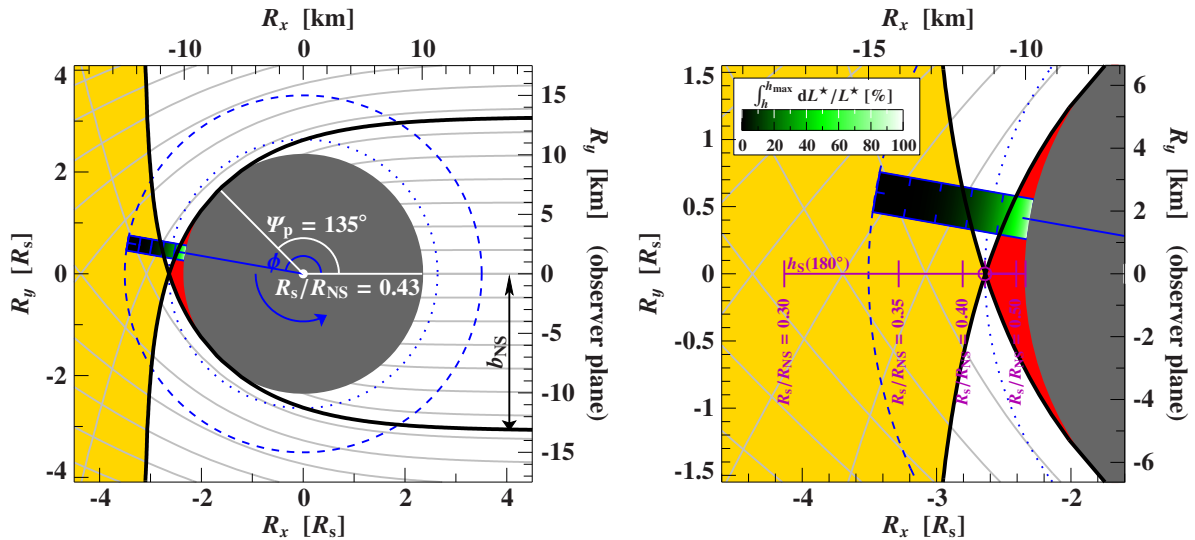 R_x [km]
-10 0 10
4
2
0
-2
-4
R_y [R_s]
15
10
5
0
-5
-10
-15
R_y [km] (observer plane)
Ψ_p = 135°
ϕ
R_s/R_NS = 0.43
b_NS
-4 -2 0 2 4
R_x [R_s]
R_x [km]
-15 -10
1.5
1
0.5
0
-0.5
-1
-1.5
R_y [R_s]
6
4
2
0
-2
-4
-6
R_y [km] (observer plane)
∫_h^{h_max} dL^★/L^★ [%]
0 20 40 60 80 100
h_S(180°)
R_s/R_NS = 0.30
R_s/R_NS = 0.35
R_s/R_NS = 0.40
R_s/R_NS = 0.50
-4 -3 -2
R_x [R_s]